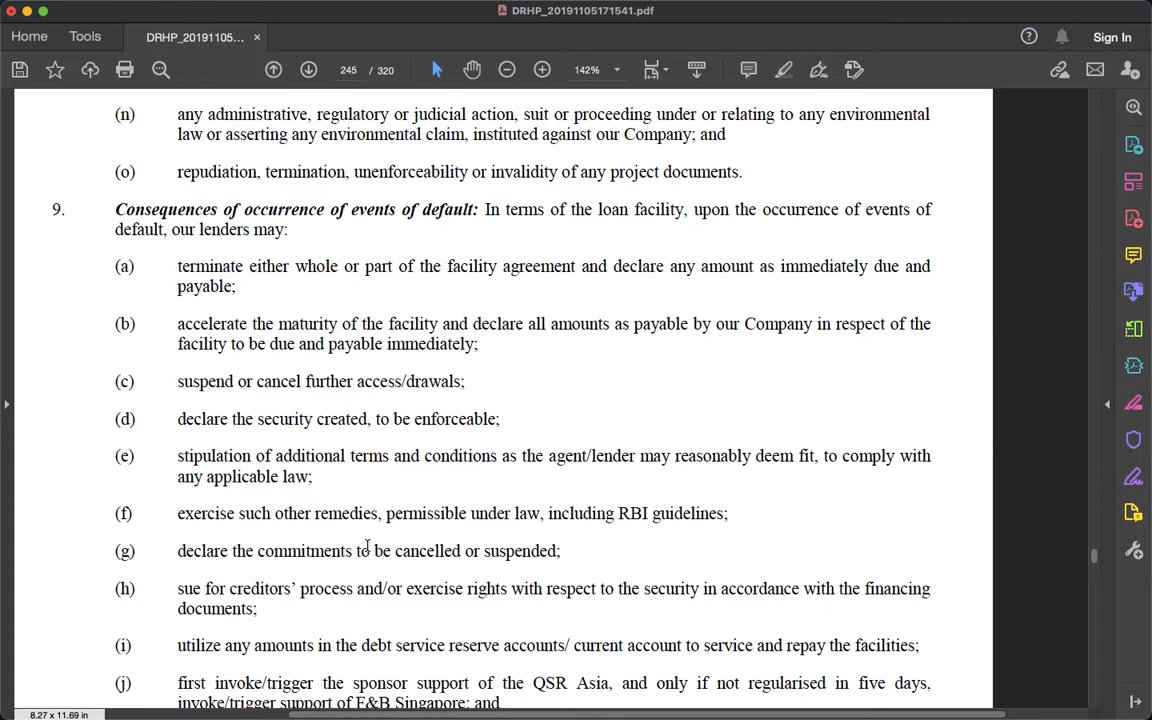 DRHP_20191105171541.pdf
Home Tools DRHP_20191105... × Sign In
245 / 320 142%
(n) any administrative, regulatory or judicial action, suit or proceeding under or relating to any environmental
law or asserting any environmental claim, instituted against our Company; and
(o) repudiation, termination, unenforceability or invalidity of any project documents.
9. Consequences of occurrence of events of default: In terms of the loan facility, upon the occurrence of events of
default, our lenders may:
(a) terminate either whole or part of the facility agreement and declare any amount as immediately due and
payable;
(b) accelerate the maturity of the facility and declare all amounts as payable by our Company in respect of the
facility to be due and payable immediately;
(c) suspend or cancel further access/drawals;
(d) declare the security created, to be enforceable;
(e) stipulation of additional terms and conditions as the agent/lender may reasonably deem fit, to comply with
any applicable law;
(f) exercise such other remedies, permissible under law, including RBI guidelines;
(g) declare the commitments to be cancelled or suspended;
(h) sue for creditors' process and/or exercise rights with respect to the security in accordance with the financing
documents;
(i) utilize any amounts in the debt service reserve accounts/ current account to service and repay the facilities;
(j) first invoke/trigger the sponsor support of the QSR Asia, and only if not regularised in five days,
invoke/trigger support of F&B Singapore; and
8.27 x 11.69 in